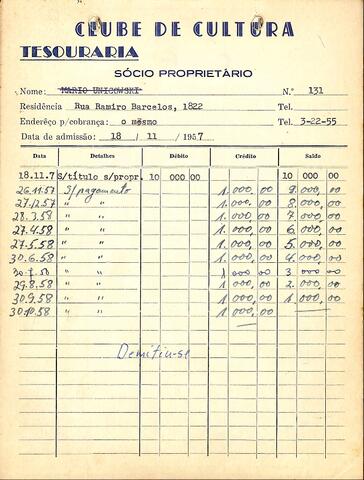 CLUBE DE CULTURA
TESOURARIA
SÓCIO PROPRIETÁRIO
Nome: MARIO UNIGOWSKI N.º 131
Residência Rua Ramiro Barcelos, 1822 Tel.
Enderêço p/cobrança: o mesmo Tel. 3-22-55
Data de admissão: 18 / 11 / 1957
Data Detalhes Débito Crédito Saldo
18.11.7 s/título s/propr. 10 000 00 10 000 00
26.11.57 S/ pagamento 1.000,00 9.000,00
27.12.57 " " 1.000,00 8.000,00
28.3.58 " " 1.000,00 7.000,00
27.4.58 " " 1.000,00 6.000,00
27.5.58 " " 1.000,00 5.000,00
30.6.58 " " 1.000,00 4.000,00
30.7.58 " " 1 000 00 3 000 00
29.8.58 " " 1.000,00 2.000,00
30.9.58 " " 1.000,00 1.000,00
30.10.58 " " 1.000,00
Demitiu-se